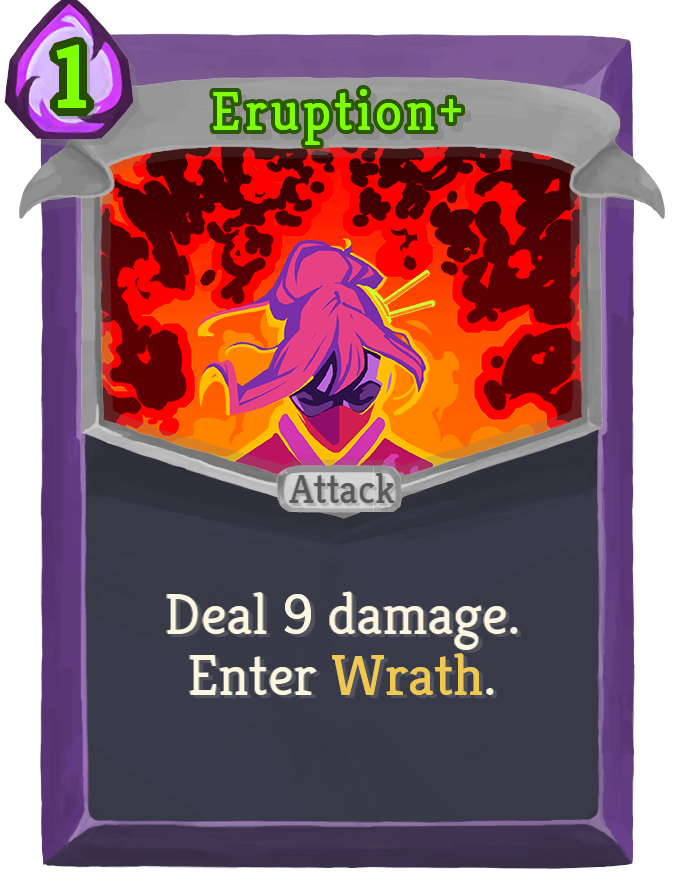 1
Eruption+
Attack
Deal 9 damage.
Enter Wrath.